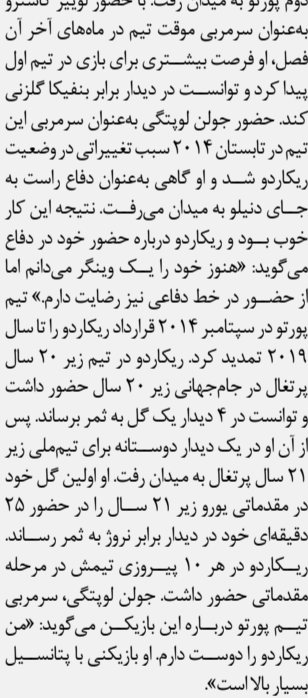 دوم پورتو به میدان رفت. با حضور لوییز کاسترو
به‌عنوان سرمربی موقت تیم در ماه‌های آخر آن
فصل، او فرصت بیشتری برای بازی در تیم اول
پیدا کرد و توانست در دیدار برابر بنفیکا گلزنی
کند. حضور جولن لوپتگی به‌عنوان سرمربی این
تیم در تابستان ۲۰۱۴ سبب تغییراتی در وضعیت
ریکاردو شد و او گاهی به‌عنوان دفاع راست به
جای دنیلو به میدان می‌رفت. نتیجه این کار
خوب بود و ریکاردو درباره حضور خود در دفاع
می‌گوید: «هنوز خود را یک وینگر می‌دانم اما
از حضور در خط دفاعی نیز رضایت دارم.» تیم
پورتو در سپتامبر ۲۰۱۴ قرارداد ریکاردو را تا سال
۲۰۱۹ تمدید کرد. ریکاردو در تیم زیر ۲۰ سال
پرتغال در جام‌جهانی زیر ۲۰ سال حضور داشت
و توانست در ۴ دیدار یک گل به ثمر برساند. پس
از آن او در یک دیدار دوستانه برای تیم‌ملی زیر
۲۱ سال پرتغال به میدان رفت. او اولین گل خود
در مقدماتی یورو زیر ۲۱ سال را در حضور ۲۵
دقیقه‌ای خود در دیدار برابر نروژ به ثمر رساند.
ریکاردو در هر ۱۰ پیروزی تیمش در مرحله
مقدماتی حضور داشت. جولن لوپتگی، سرمربی
تیم پورتو درباره این بازیکن می‌گوید: «من
ریکاردو را دوست دارم. او بازیکنی با پتانسیل
بسیار بالا است».